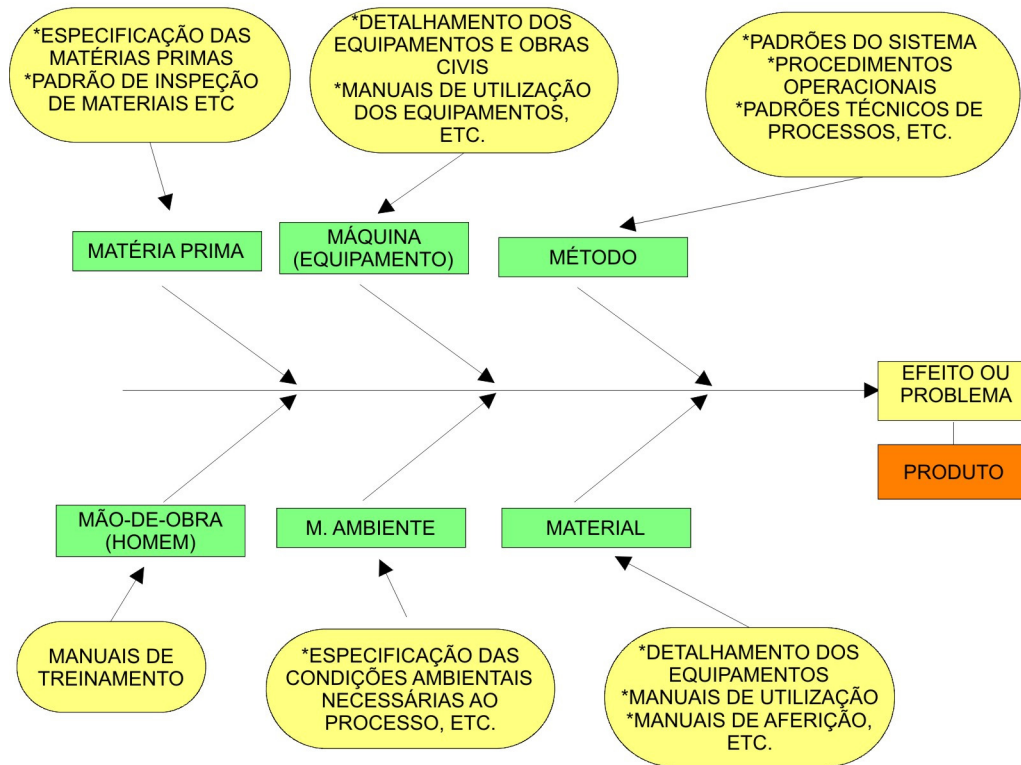 *ESPECIFICAÇÃO DAS
MATÉRIAS PRIMAS
*PADRÃO DE INSPEÇÃO
DE MATERIAIS ETC
*DETALHAMENTO DOS
EQUIPAMENTOS E OBRAS
CIVIS
*MANUAIS DE UTILIZAÇÃO
DOS EQUIPAMENTOS,
ETC.
*PADRÕES DO SISTEMA
*PROCEDIMENTOS
OPERACIONAIS
*PADRÕES TÉCNICOS DE
PROCESSOS, ETC.
MATÉRIA PRIMA
MÁQUINA
(EQUIPAMENTO)
MÉTODO
EFEITO OU
PROBLEMA
PRODUTO
MÃO-DE-OBRA
(HOMEM)
M. AMBIENTE
MATERIAL
MANUAIS DE
TREINAMENTO
*ESPECIFICAÇÃO DAS
CONDIÇÕES AMBIENTAIS
NECESSÁRIAS AO
PROCESSO, ETC.
*DETALHAMENTO DOS
EQUIPAMENTOS
*MANUAIS DE UTILIZAÇÃO
*MANUAIS DE AFERIÇÃO,
ETC.